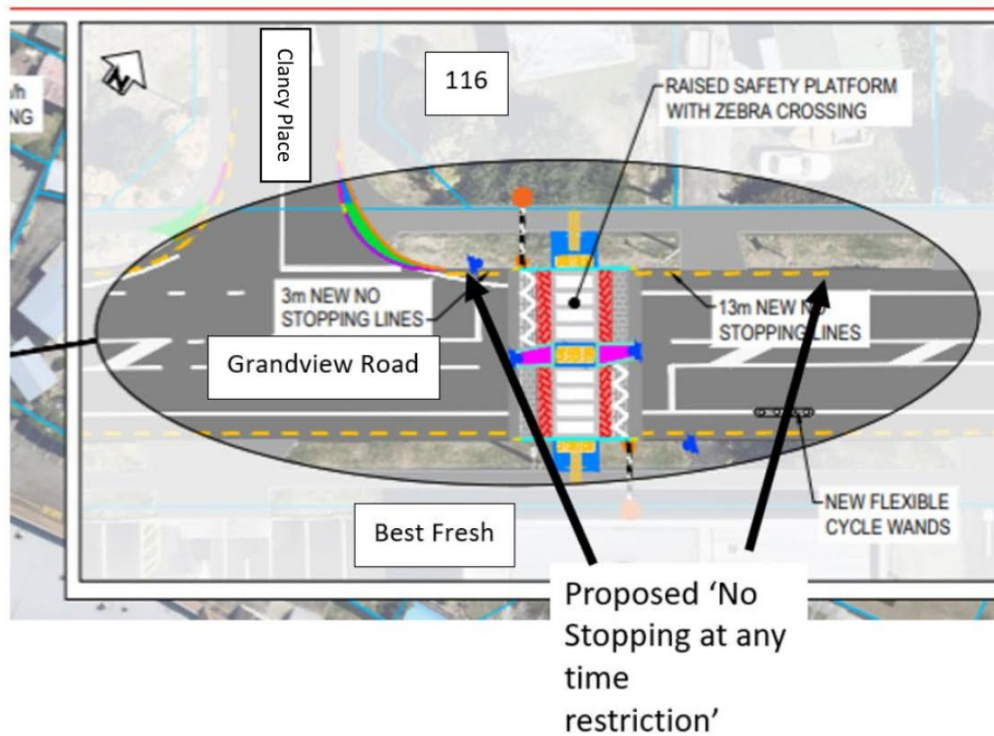 Clancy Place
116
RAISED SAFETY PLATFORM
WITH ZEBRA CROSSING
N
3m NEW NO
STOPPING LINES
13m NEW NO
STOPPING LINES
Grandview Road
Best Fresh
NEW FLEXIBLE
CYCLE WANDS
Proposed ‘No
Stopping at any
time
restriction’